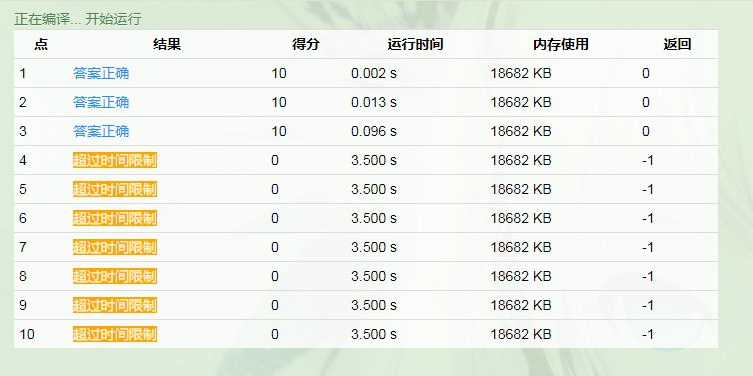 正在编译... 开始运行
点 结果 得分 运行时间 内存使用 返回
1 答案正确 10 0.002 s 18682 KB 0
2 答案正确 10 0.013 s 18682 KB 0
3 答案正确 10 0.096 s 18682 KB 0
4 超过时间限制 0 3.500 s 18682 KB -1
5 超过时间限制 0 3.500 s 18682 KB -1
6 超过时间限制 0 3.500 s 18682 KB -1
7 超过时间限制 0 3.500 s 18682 KB -1
8 超过时间限制 0 3.500 s 18682 KB -1
9 超过时间限制 0 3.500 s 18682 KB -1
10 超过时间限制 0 3.500 s 18682 KB -1